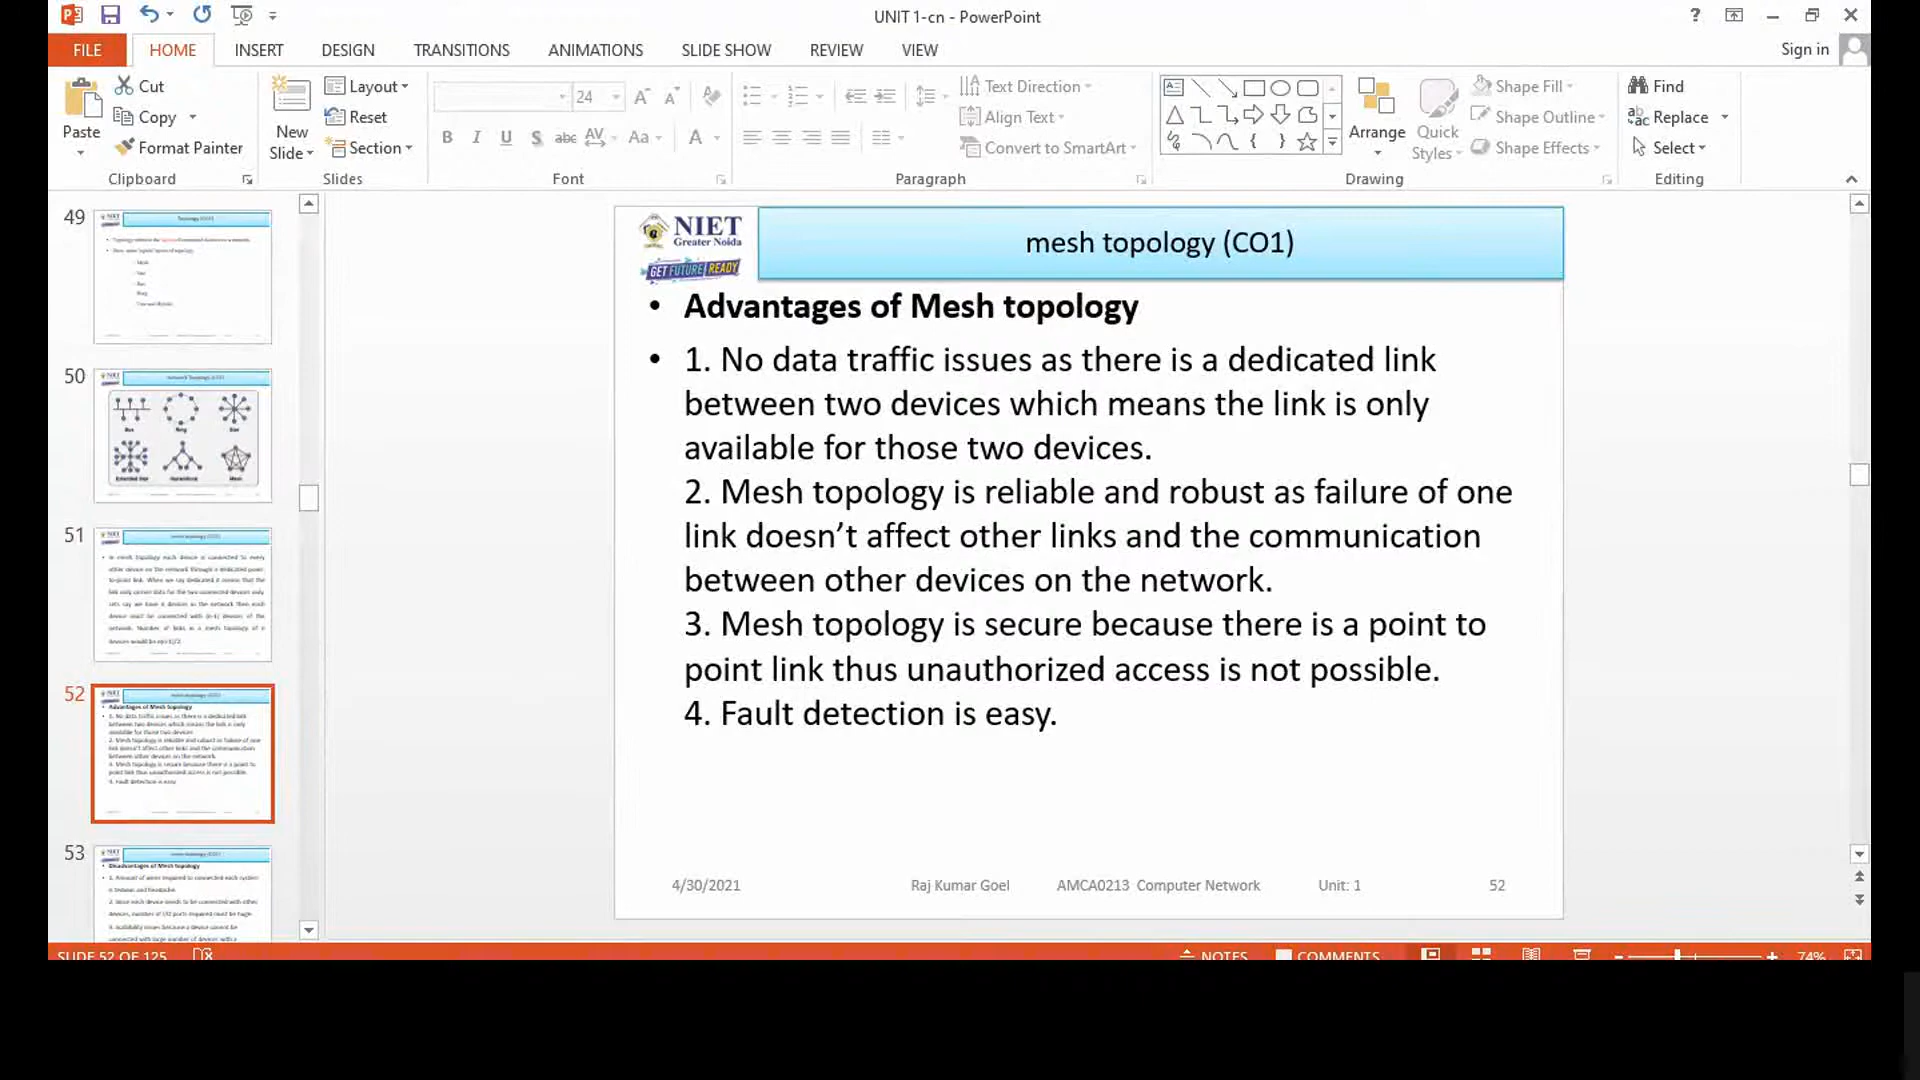 UNIT 1-cn - PowerPoint
FILE HOME INSERT DESIGN TRANSITIONS ANIMATIONS SLIDE SHOW REVIEW VIEW Sign in
Paste
Cut
Copy
Format Painter
Clipboard
New Slide
Layout
Reset
Section
Slides
24
Font
Text Direction
Align Text
Convert to SmartArt
Paragraph
Arrange
Quick Styles
Shape Fill
Shape Outline
Shape Effects
Drawing
Find
Replace
Select
Editing
49
50
51
52
53
NIET
Greater Noida
GET FUTURE READY
mesh topology (CO1)
• Advantages of Mesh topology
• 1. No data traffic issues as there is a dedicated link
between two devices which means the link is only
available for those two devices.
2. Mesh topology is reliable and robust as failure of one
link doesn’t affect other links and the communication
between other devices on the network.
3. Mesh topology is secure because there is a point to
point link thus unauthorized access is not possible.
4. Fault detection is easy.
4/30/2021 Raj Kumar Goel AMCA0213 Computer Network Unit: 1 52
SLIDE 52 OF 125 NOTES COMMENTS 74%